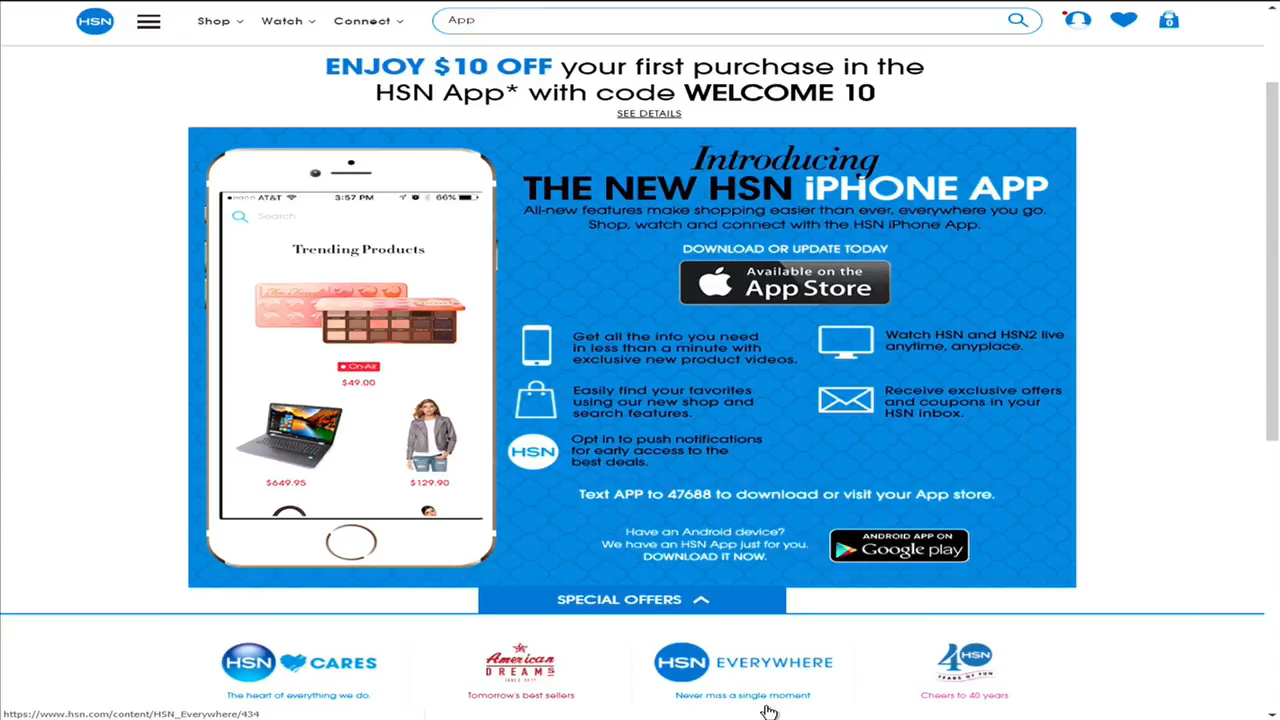 HSN
Shop
Watch
Connect
App
0
ENJOY $10 OFF your first purchase in the
HSN App* with code WELCOME 10
SEE DETAILS
AT&T
3:57 PM
66%
Search
Trending Products
On-Air
$49.00
$649.95
$129.90
Introducing
THE NEW HSN iPHONE APP
All-new features make shopping easier than ever, everywhere you go.
Shop, watch and connect with the HSN iPhone App.
DOWNLOAD OR UPDATE TODAY
Available on the
App Store
Get all the info you need
in less than a minute with
exclusive new product videos.
Watch HSN and HSN2 live
anytime, anyplace.
Easily find your favorites
using our new shop and
search features.
Receive exclusive offers
and coupons in your
HSN inbox.
HSN
Opt in to push notifications
for early access to the
best deals.
Text APP to 47688 to download or visit your App store.
Have an Android device?
We have an HSN App just for you.
DOWNLOAD IT NOW.
ANDROID APP ON
Google play
SPECIAL OFFERS
HSN CARES
The heart of everything we do.
American
DREAMS
Tomorrow's best sellers
HSN EVERYWHERE
Never miss a single moment
40 HSN
YEARS OF FUN
Cheers to 40 years
https://www.hsn.com/content/HSN_Everywhere/434